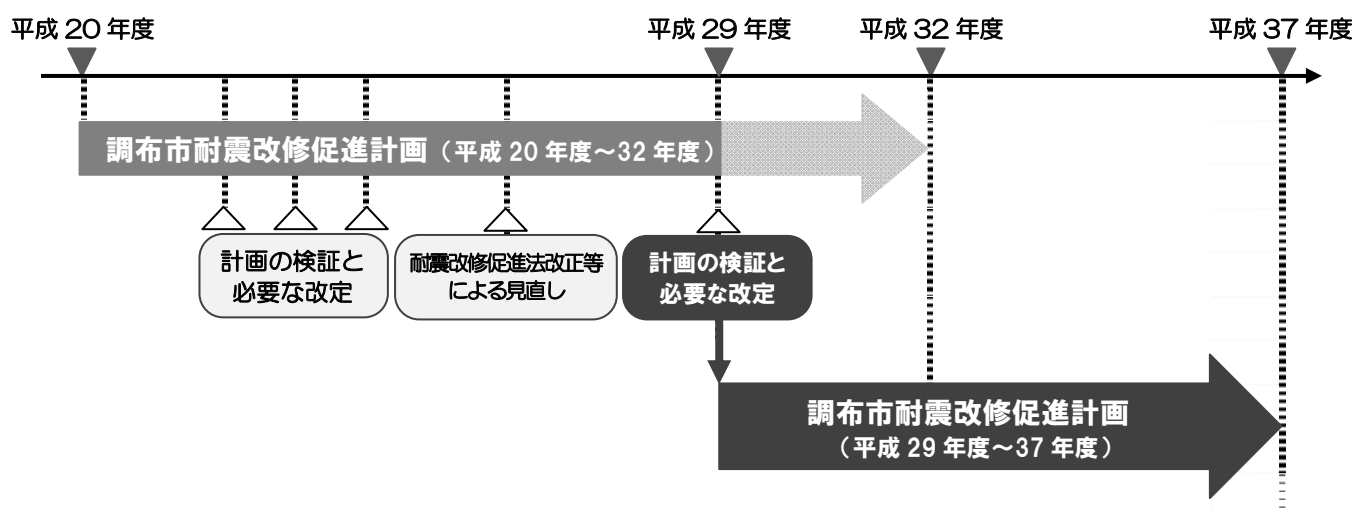 平成 20 年度
平成 29 年度
平成 32 年度
平成 37 年度
調布市耐震改修促進計画（平成 20 年度～32 年度）
計画の検証と
必要な改定
耐震改修促進法改正等
による見直し
計画の検証と
必要な改定
調布市耐震改修促進計画
（平成 29 年度～37 年度）